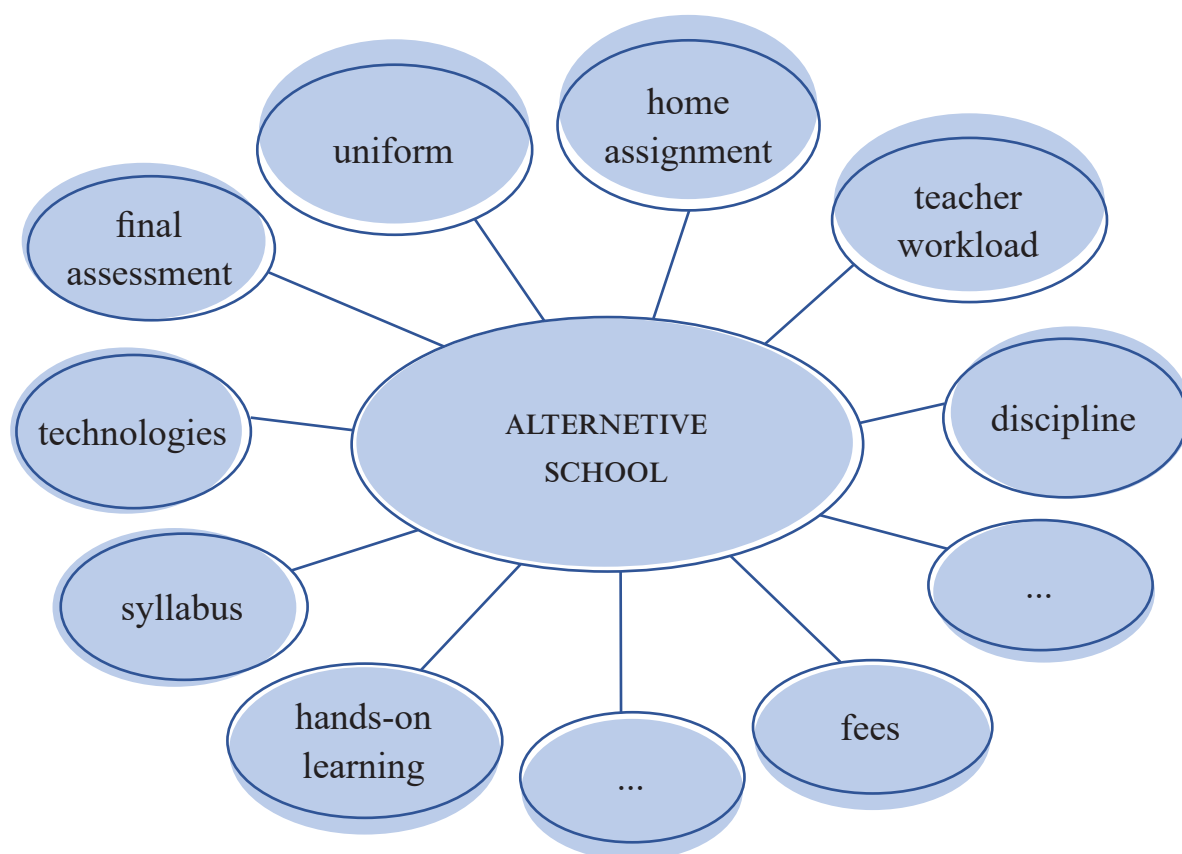 home
assignment
uniform
teacher
workload
final
assessment
ALTERNETIVE
SCHOOL
discipline
technologies
...
syllabus
hands-on
learning
fees
...